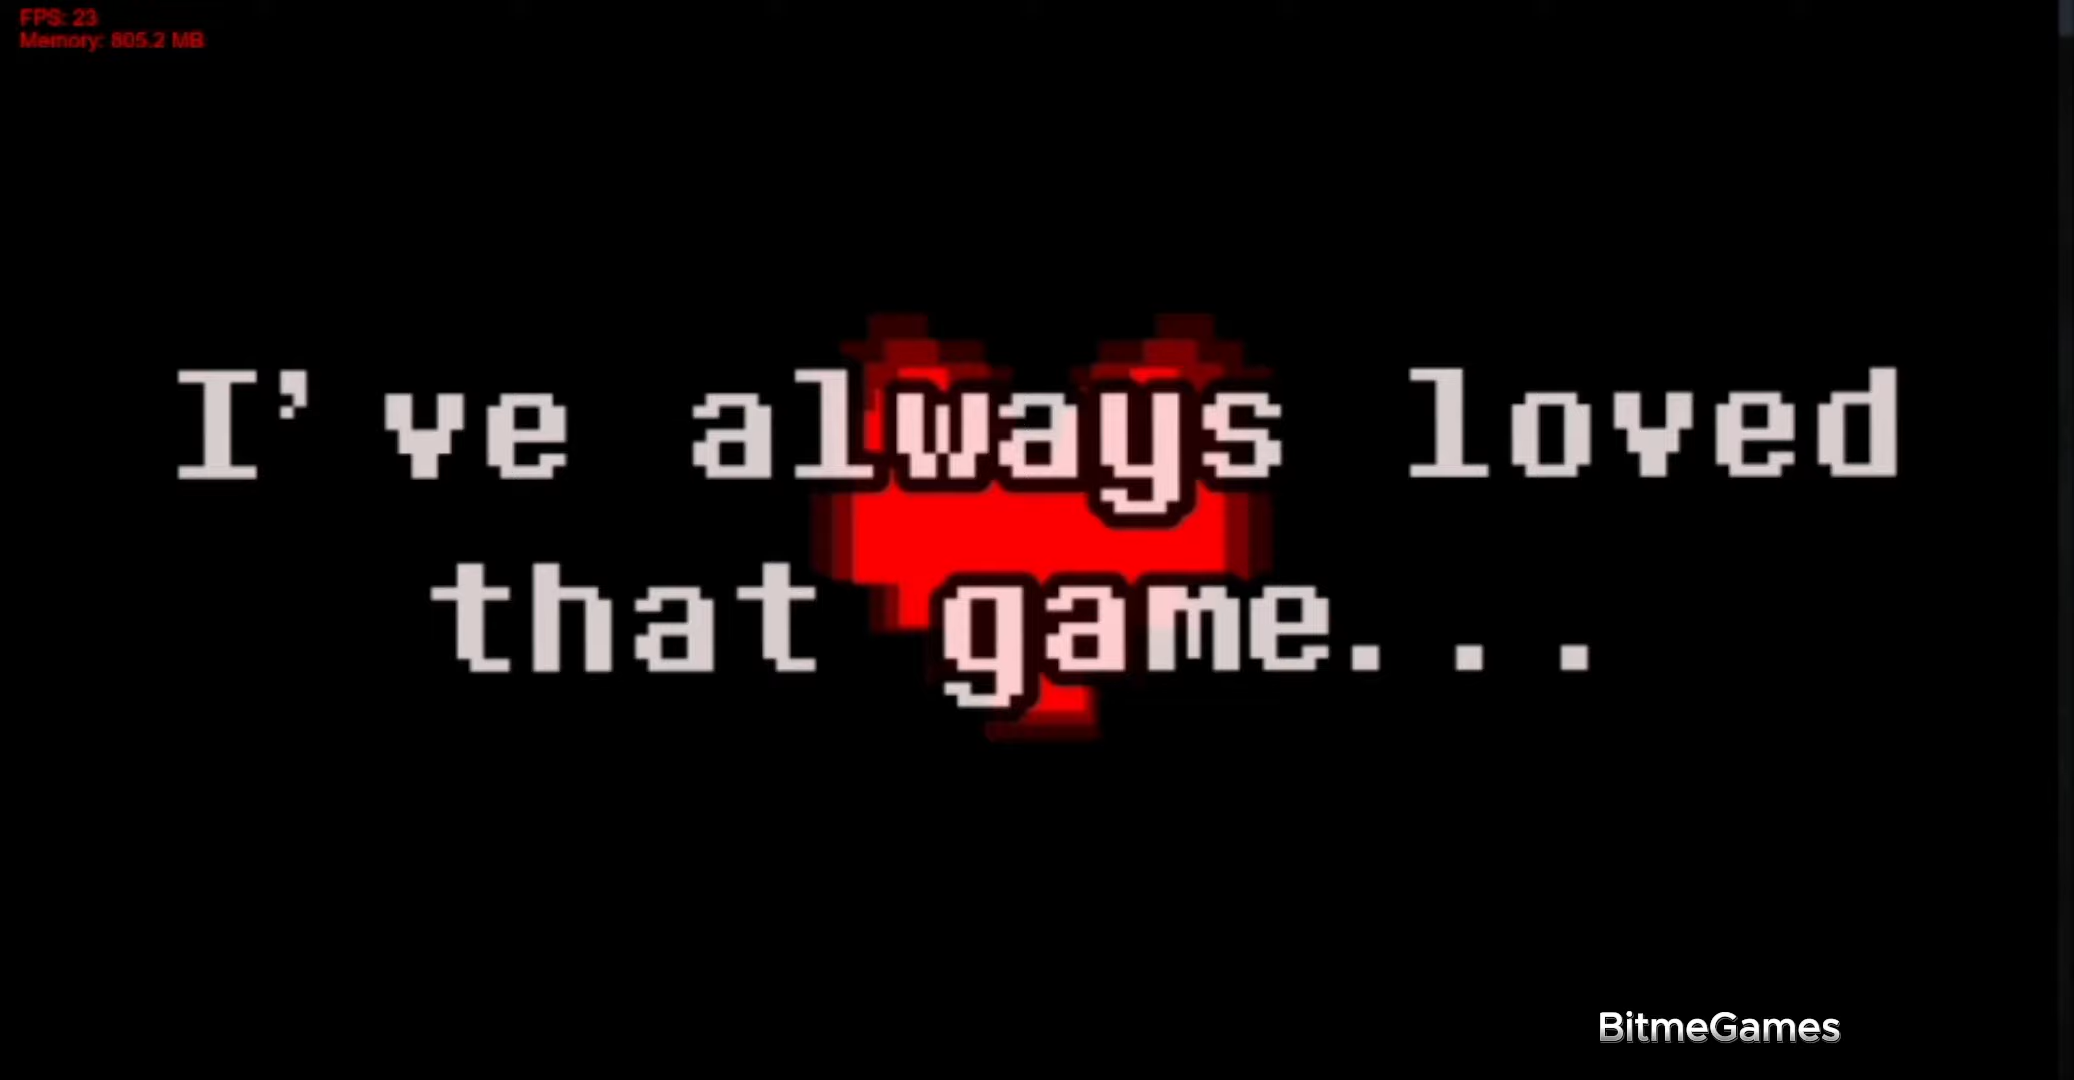 FPS: 23
Memory: 805.2 MB
I've always loved
that game...
BitmeGames